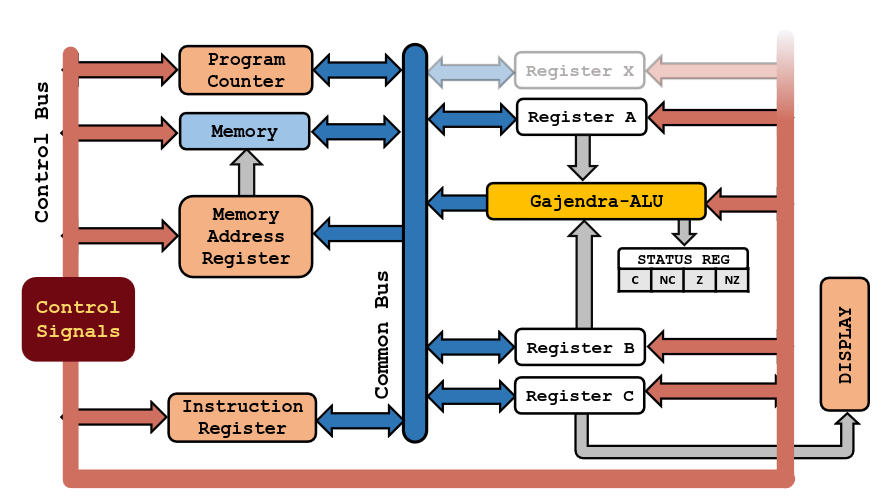 Control Bus
Program
Counter
Memory
Memory
Address
Register
Control
Signals
Instruction
Register
Common Bus
Register X
Register A
Gajendra-ALU
STATUS REG
C NC Z NZ
Register B
Register C
DISPLAY